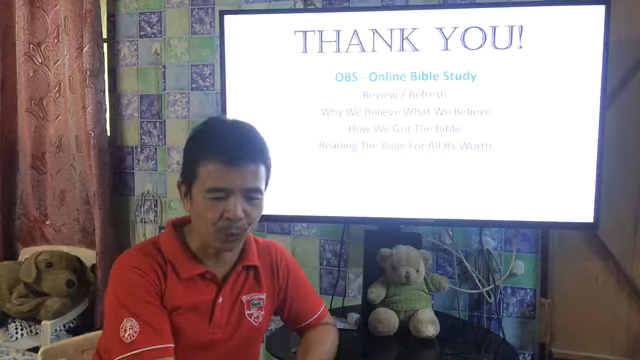 THANK YOU!
OBS - Online Bible Study
Review / Refresh
Why We Believe What We Believe
How We Got The Bible
Reading The Bible For All Its Worth